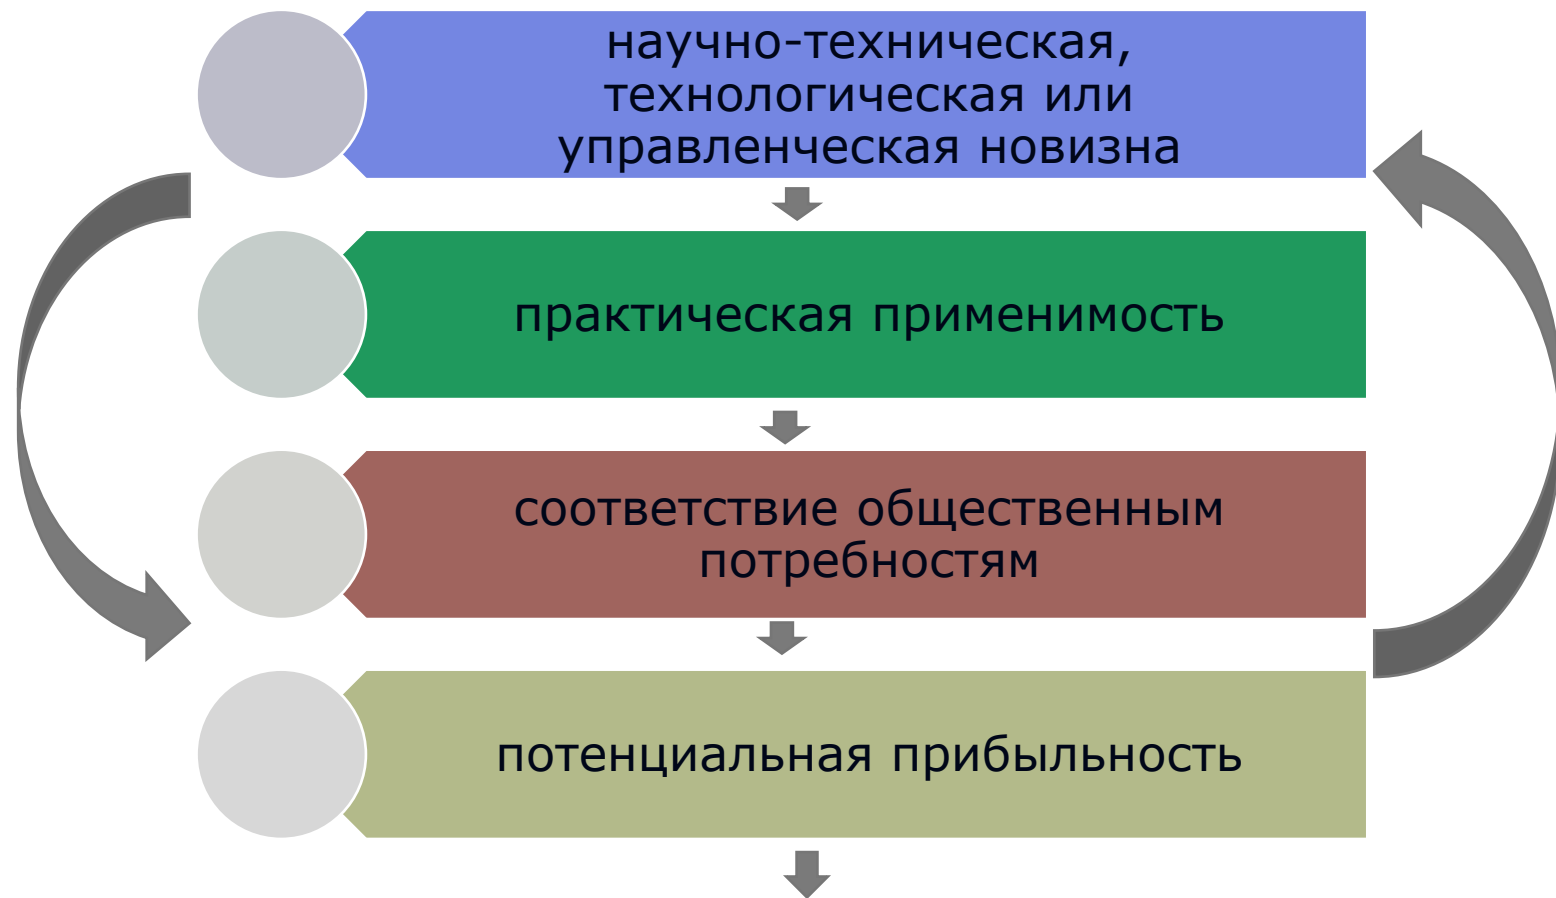 научно-техническая,
технологическая или
управленческая новизна
практическая применимость
соответствие общественным
потребностям
потенциальная прибыльность